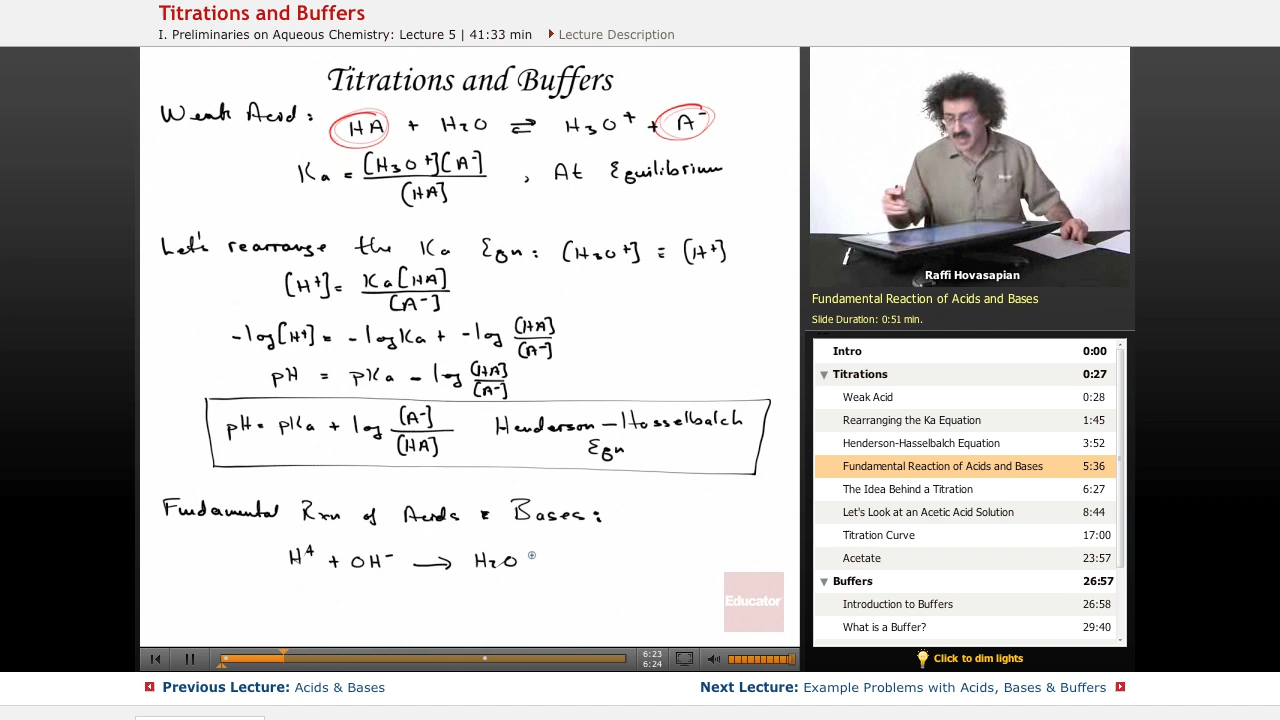 Titrations and Buffers
I. Preliminaries on Aqueous Chemistry: Lecture 5 | 41:33 min Lecture Description
Titrations and Buffers
Weak Acid: HA + H2O ⇌ H3O+ + A-
Ka = [H3O+][A-] / [HA] , At Equilibrium
Let's rearrange the Ka Eqn: [H3O+] = [H+]
[H+] = Ka[HA] / [A-]
-log[H+] = -logKa + -log [HA] / [A-]
pH = pKa - log [HA] / [A-]
pH = pKa + log [A-] / [HA] Henderson-Hosselbalch
Eqn
Fundamental Rxn of Acids & Bases:
H+ + OH- → H2O
Educator
Raffi Hovasapian
Fundamental Reaction of Acids and Bases
Slide Duration: 0:51 min.
Intro 0:00
Titrations 0:27
Weak Acid 0:28
Rearranging the Ka Equation 1:45
Henderson-Hasselbalch Equation 3:52
Fundamental Reaction of Acids and Bases 5:36
The Idea Behind a Titration 6:27
Let's Look at an Acetic Acid Solution 8:44
Titration Curve 17:00
Acetate 23:57
Buffers 26:57
Introduction to Buffers 26:58
What is a Buffer? 29:40
6:23
6:24
Click to dim lights
Previous Lecture: Acids & Bases
Next Lecture: Example Problems with Acids, Bases & Buffers